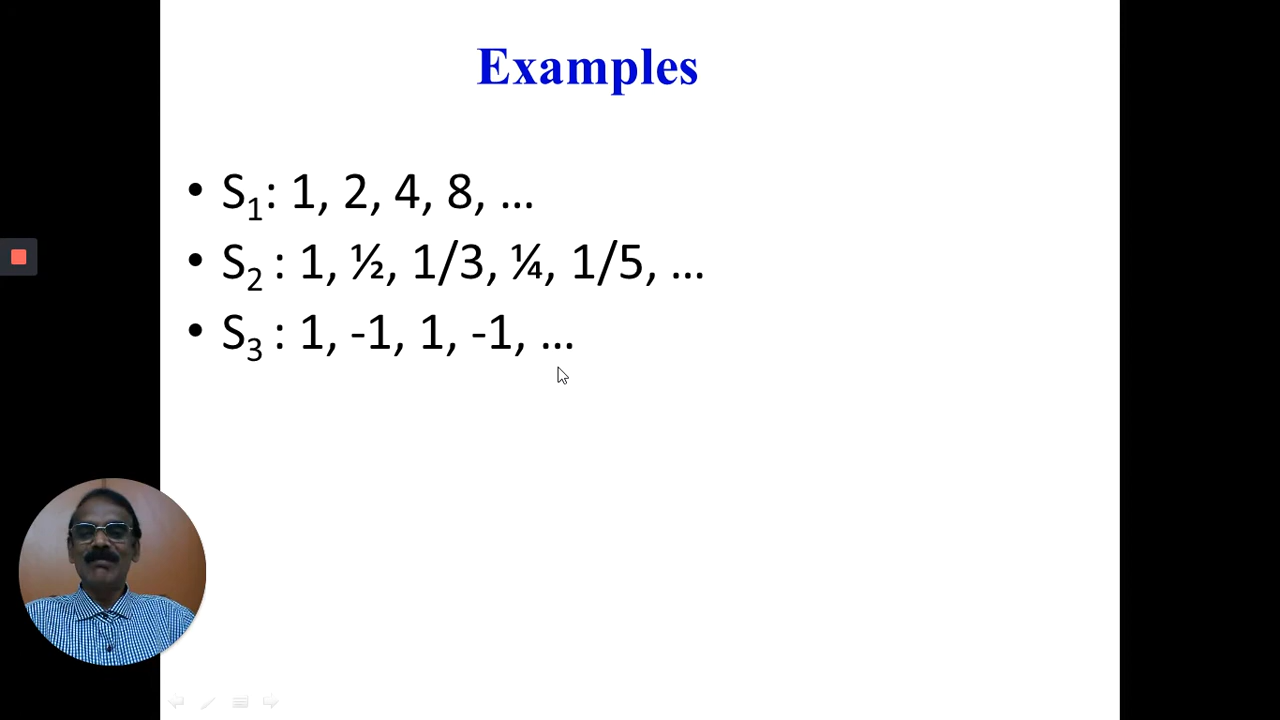 Examples
• S₁: 1, 2, 4, 8, ...
• S₂ : 1, ½, 1/3, ¼, 1/5, ...
• S₃ : 1, -1, 1, -1, ...